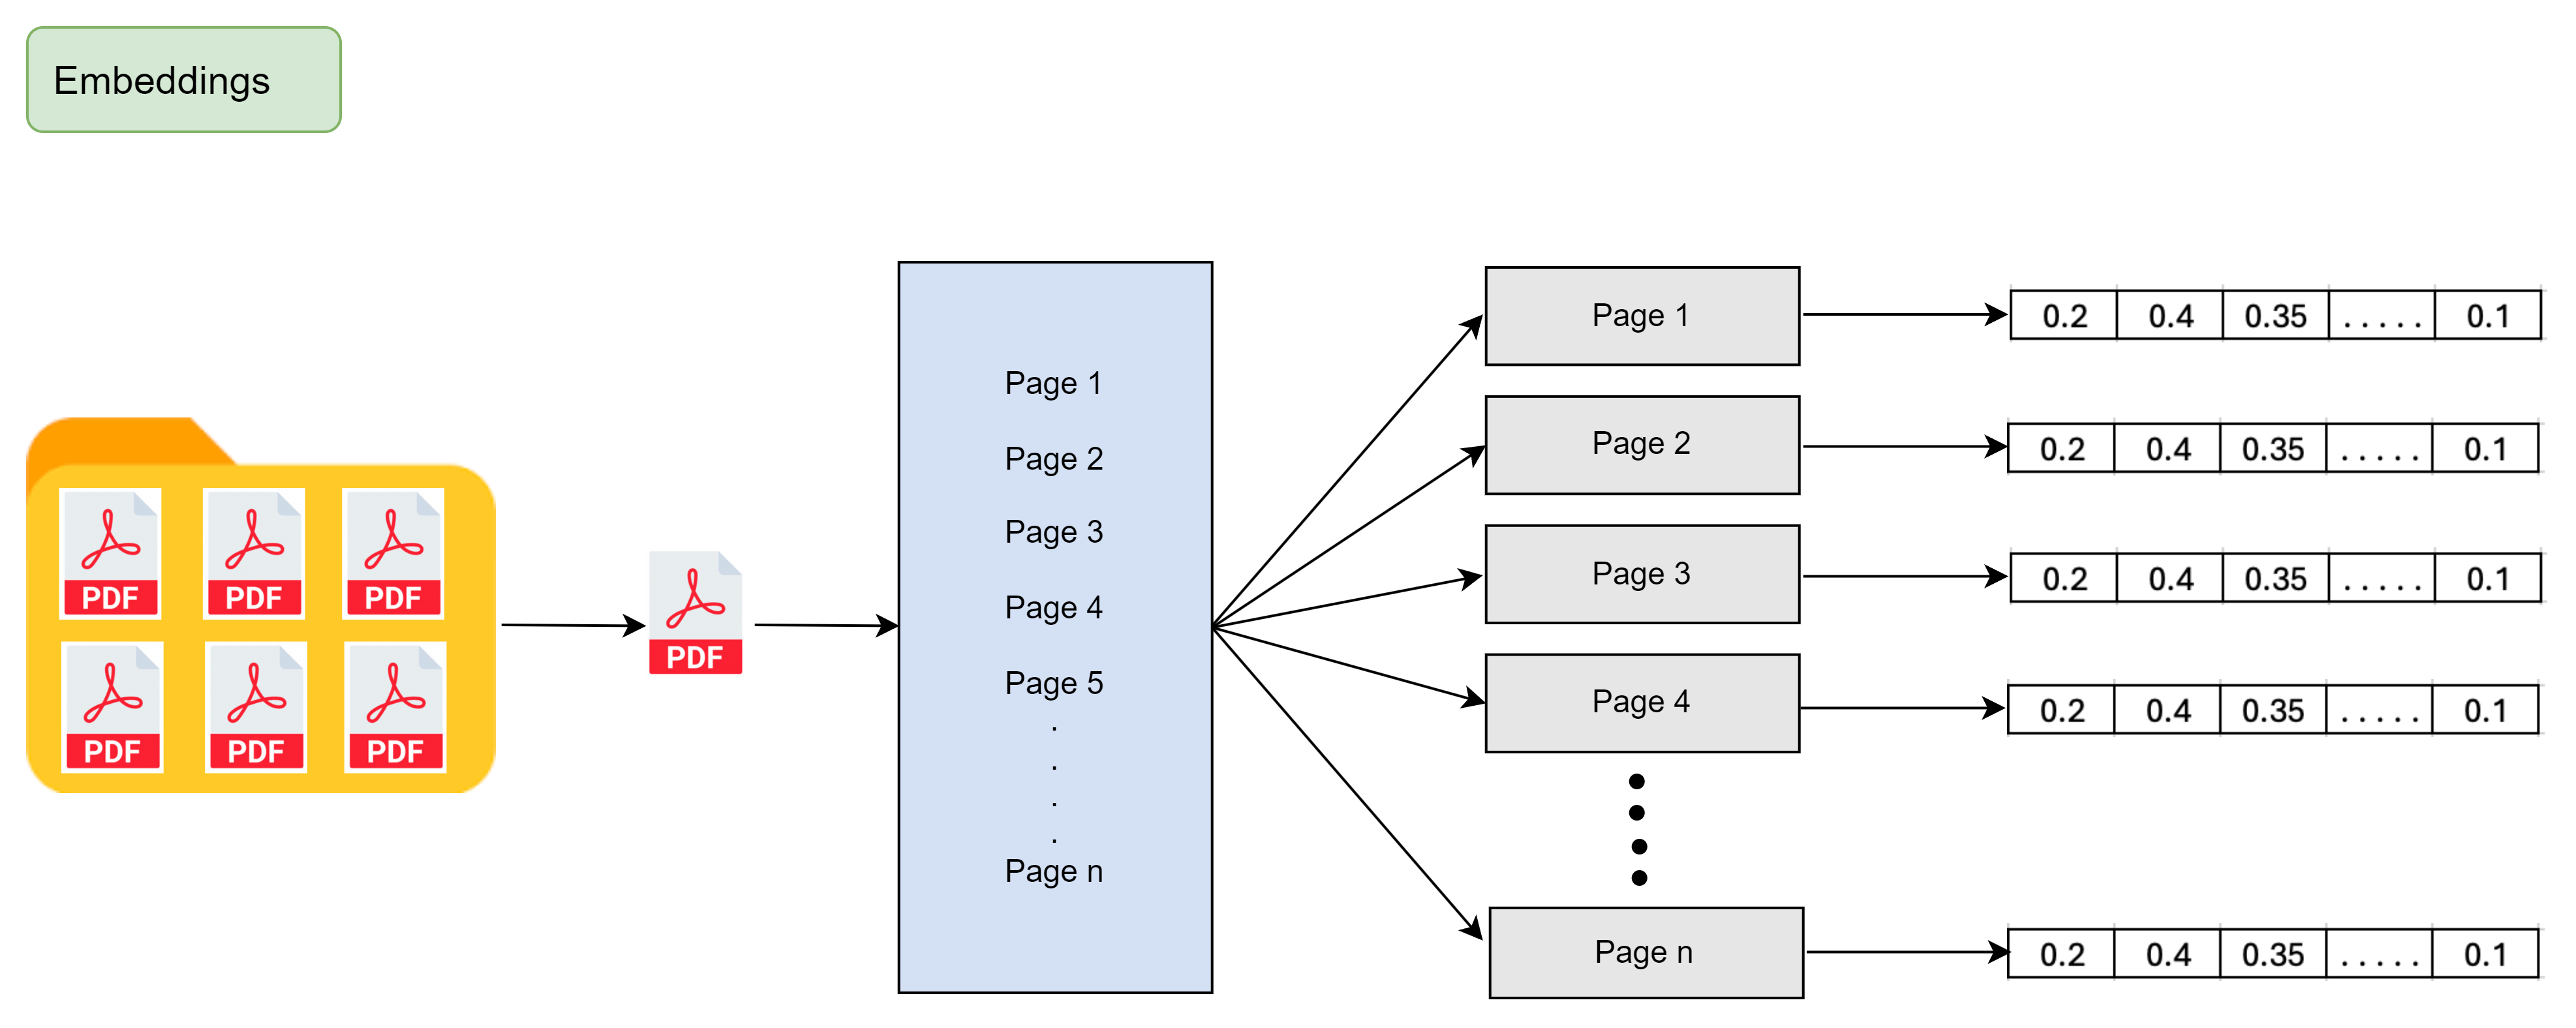 Embeddings
PDF
PDF
PDF
PDF
PDF
PDF
PDF
Page 1
Page 2
Page 3
Page 4
Page 5
.
.
.
.
Page n
Page 1
0.2 0.4 0.35 ..... 0.1
Page 2
0.2 0.4 0.35 ..... 0.1
Page 3
0.2 0.4 0.35 ..... 0.1
Page 4
0.2 0.4 0.35 ..... 0.1
Page n
0.2 0.4 0.35 ..... 0.1